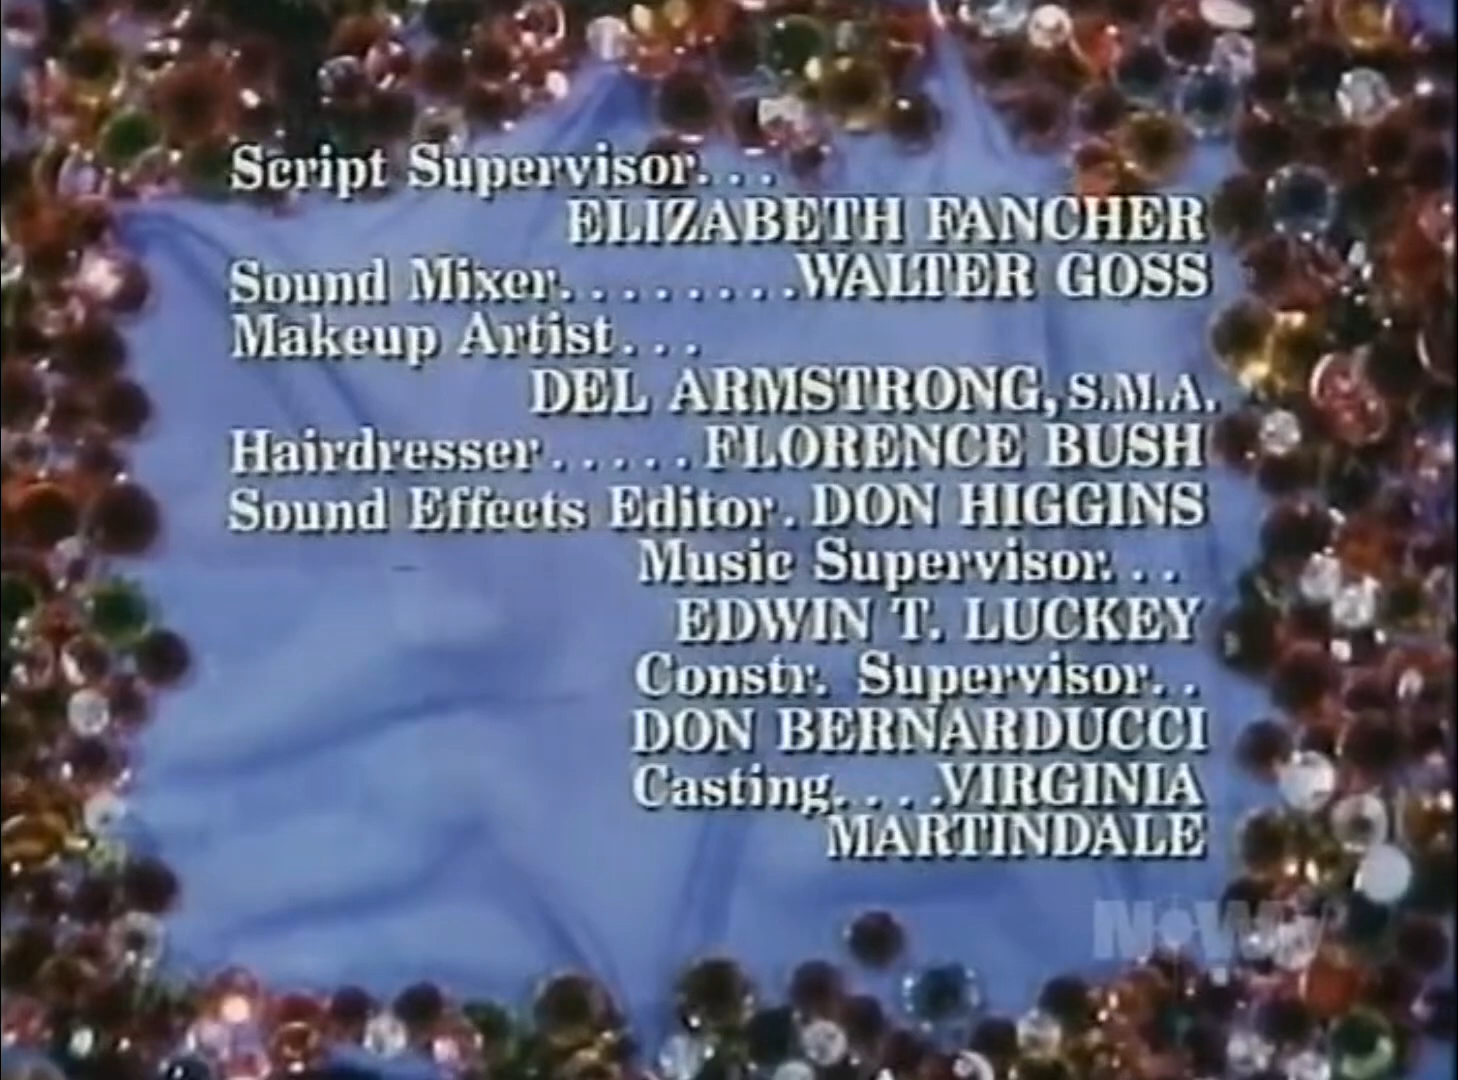 Script Supervisor. . .
ELIZABETH FANCHER
Sound Mixer. . . . . . . .WALTER GOSS
Makeup Artist . . .
DEL ARMSTRONG, S.M.A.
Hairdresser . . . . . FLORENCE BUSH
Sound Effects Editor . DON HIGGINS
Music Supervisor. . .
EDWIN T. LUCKEY
Constr. Supervisor. .
DON BERNARDUCCI
Casting. . . .VIRGINIA
MARTINDALE